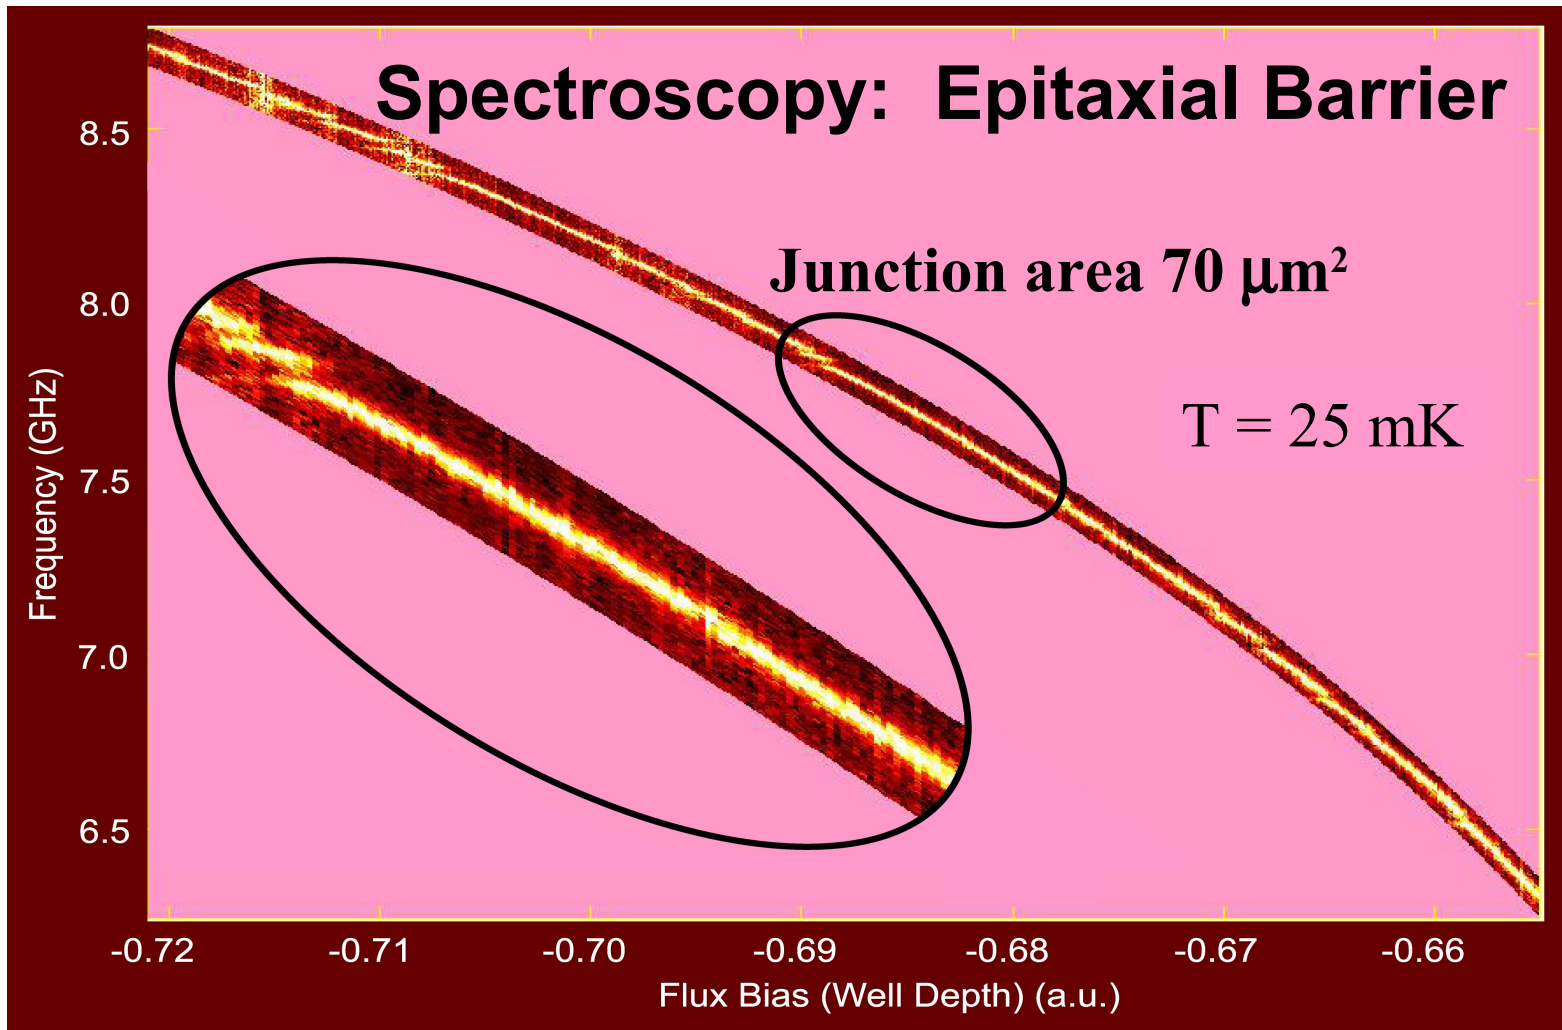 Spectroscopy: Epitaxial Barrier
Junction area 70 μm²
T = 25 mK
Frequency (GHz)
8.5
8.0
7.5
7.0
6.5
-0.72 -0.71 -0.70 -0.69 -0.68 -0.67 -0.66
Flux Bias (Well Depth) (a.u.)